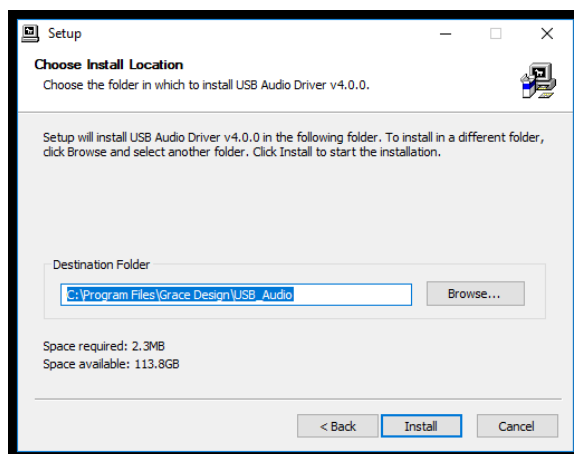 Setup
Choose Install Location
Choose the folder in which to install USB Audio Driver v4.0.0.
Setup will install USB Audio Driver v4.0.0 in the following folder. To install in a different folder,
click Browse and select another folder. Click Install to start the installation.
Destination Folder
C:\Program Files\Grace Design\USB_Audio
Browse...
Space required: 2.3MB
Space available: 113.8GB
< Back
Install
Cancel